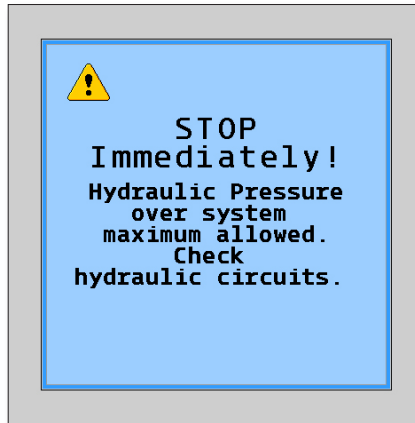 STOP
Immediately!
Hydraulic Pressure
over system
maximum allowed.
Check
hydraulic circuits.